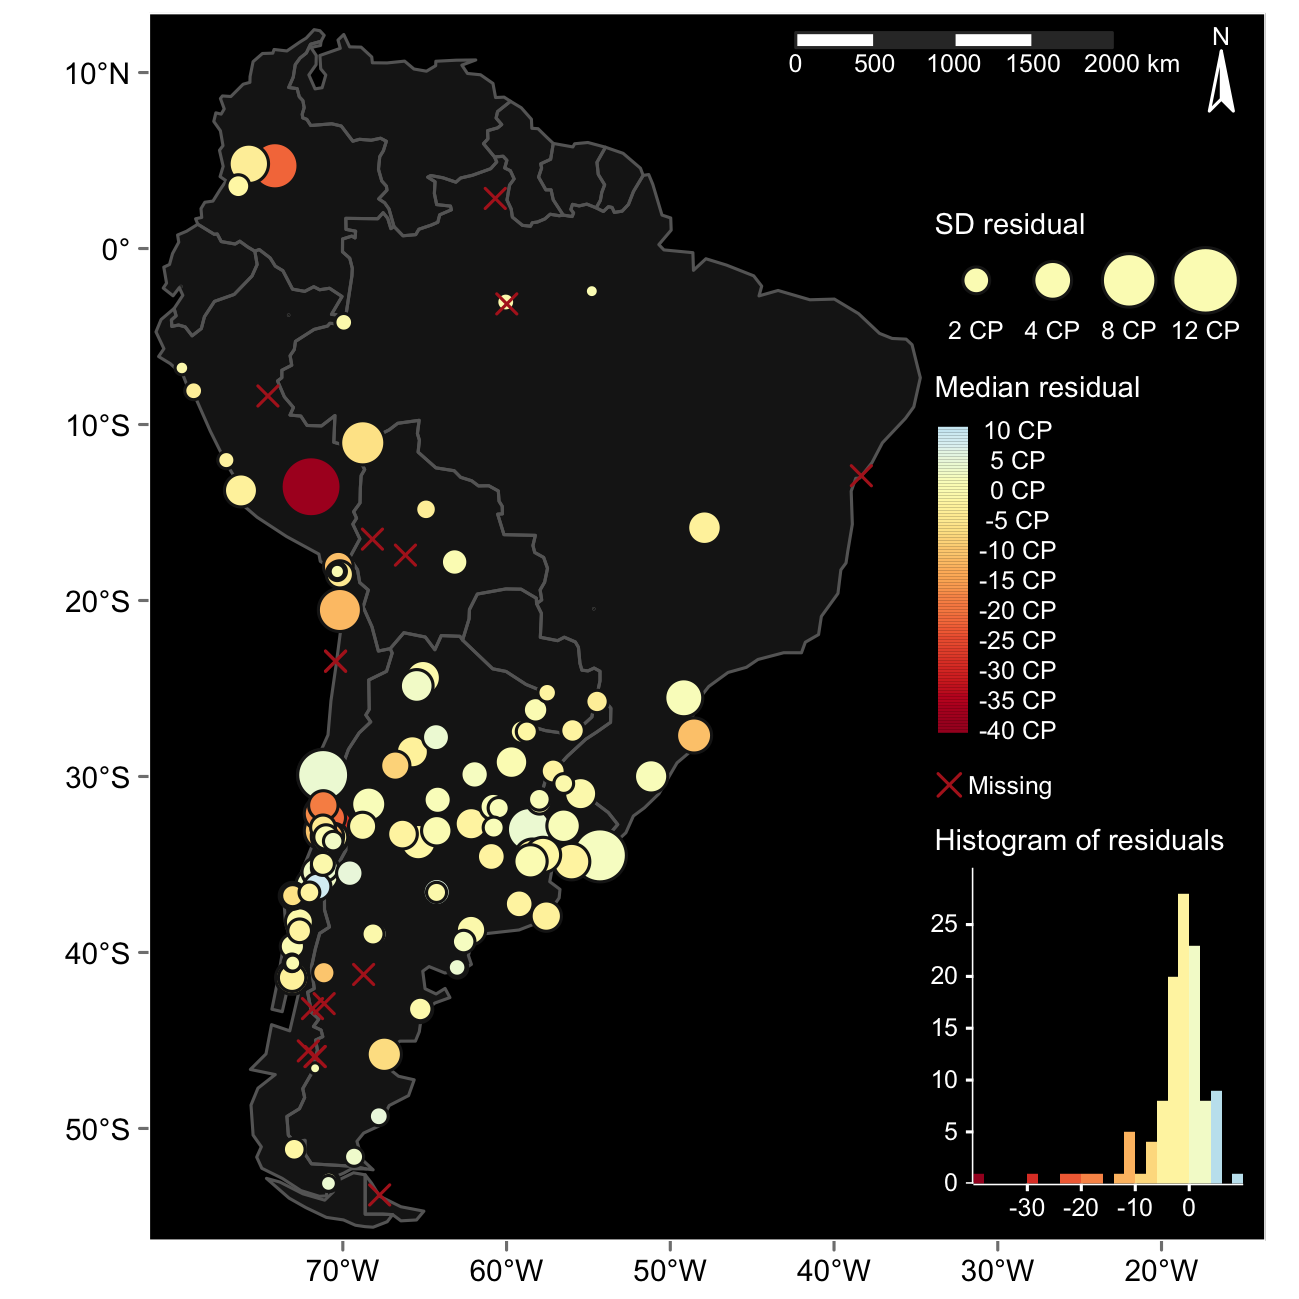 10°N
0°
10°S
20°S
30°S
40°S
50°S
70°W 60°W 50°W 40°W 30°W 20°W
0 500 1000 1500 2000 km
N
SD residual
2 CP 4 CP 8 CP 12 CP
Median residual
10 CP
5 CP
0 CP
-5 CP
-10 CP
-15 CP
-20 CP
-25 CP
-30 CP
-35 CP
-40 CP
Missing
Histogram of residuals
25
20
15
10
5
0
-30 -20 -10 0